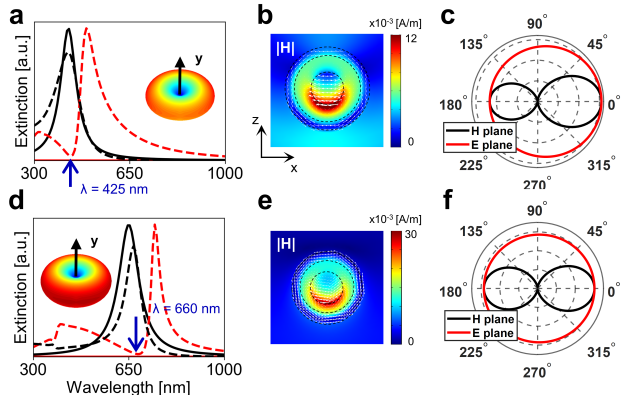 a
Extinction [a.u.]
y
λ = 425 nm
300
650
1000
b
|H|
x10⁻³ [A/m]
12
0
z
x
c
90°
135°
45°
180°
0°
H plane
E plane
225°
315°
270°
d
Extinction [a.u.]
y
λ = 660 nm
300
650
1000
Wavelength [nm]
e
|H|
x10⁻³ [A/m]
30
0
f
90°
135°
45°
180°
0°
H plane
E plane
225°
315°
270°